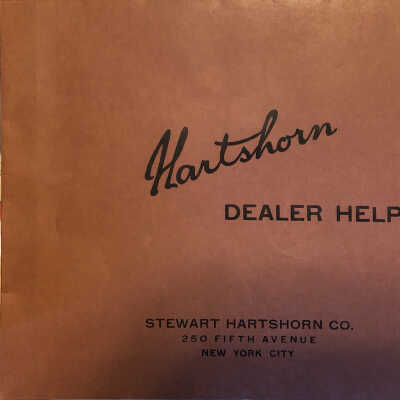 Hartshorn
DEALER HELP
STEWART HARTSHORN CO.
250 FIFTH AVENUE
NEW YORK CITY